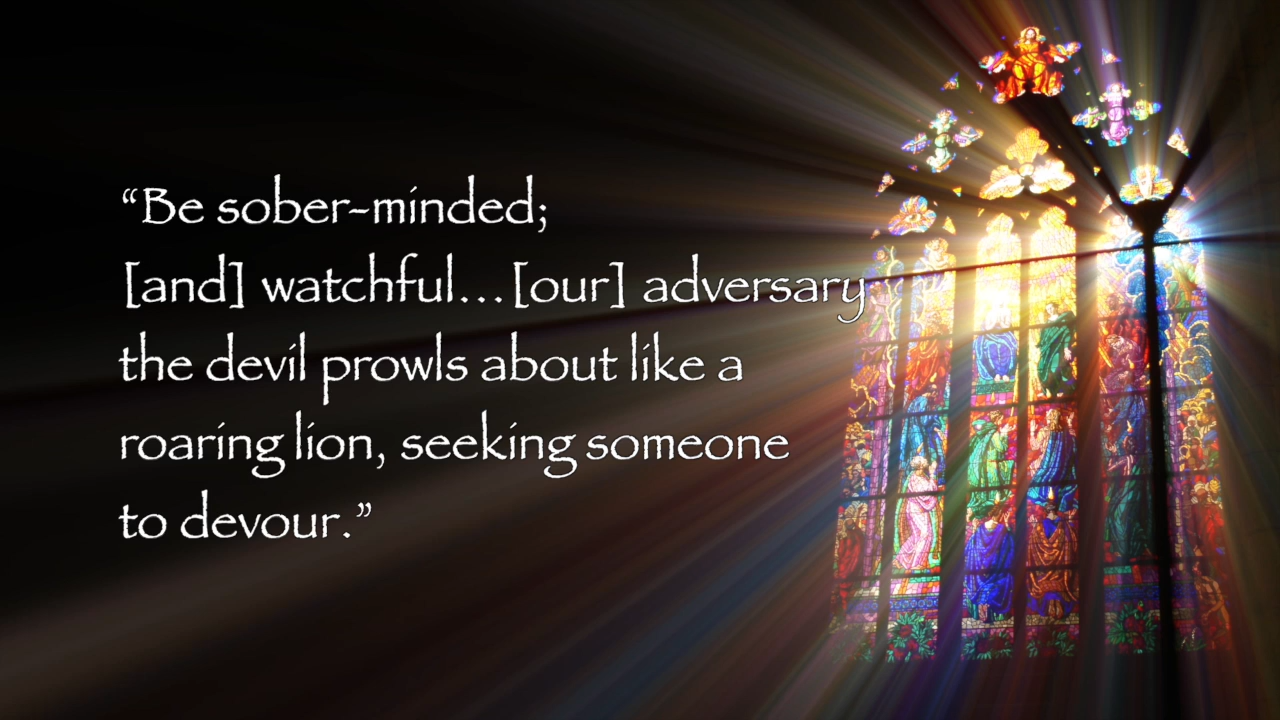 “Be sober-minded;
[and] watchful...[our] adversary
the devil prowls about like a
roaring lion, seeking someone
to devour.”